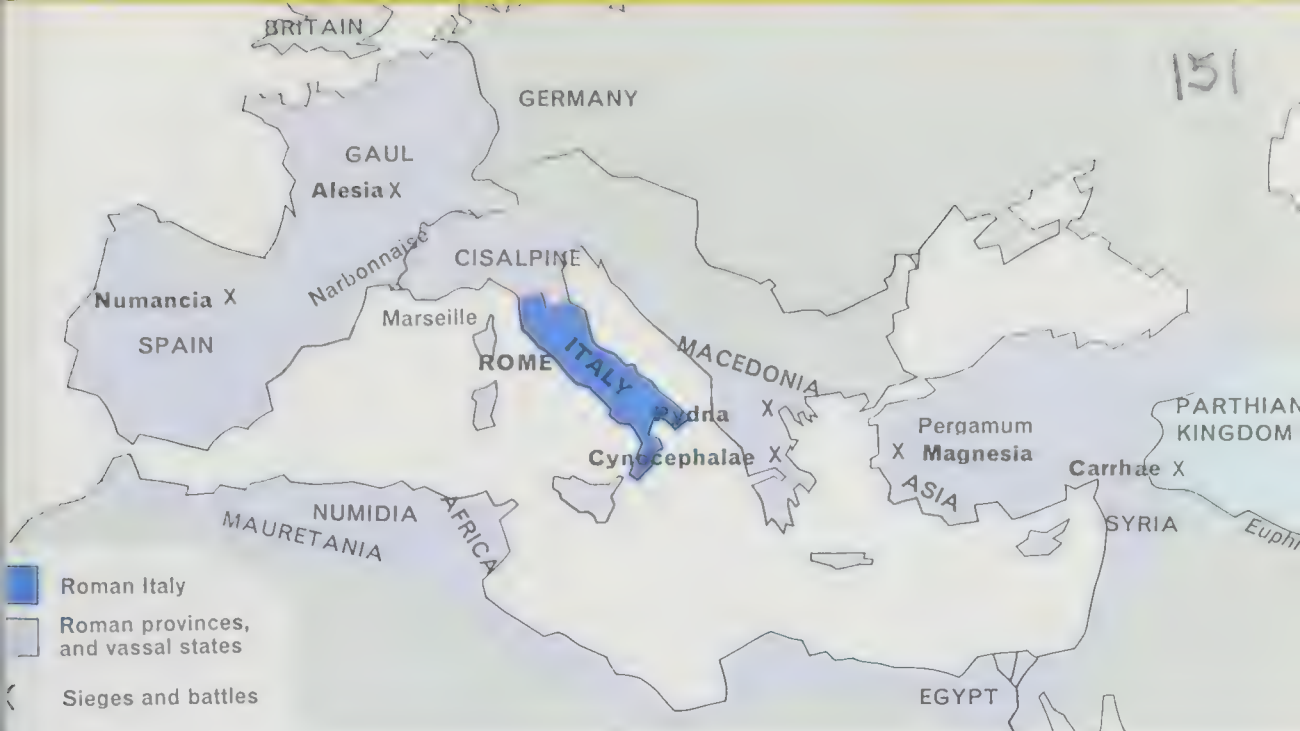 BRITAIN
151
GERMANY
GAUL
Alesia X
Narbonnaise
CISALPINE
Numancia X
SPAIN
Marseille
ROME
ITALY
MACEDONIA
Pydna X
Cynocephalae X
Pergamum
X Magnesia
ASIA
PARTHIAN
KINGDOM
Carrhae X
SYRIA
NUMIDIA
MAURETANIA
AFRICA
EGYPT
Roman Italy
Roman provinces,
and vassal states
Sieges and battles